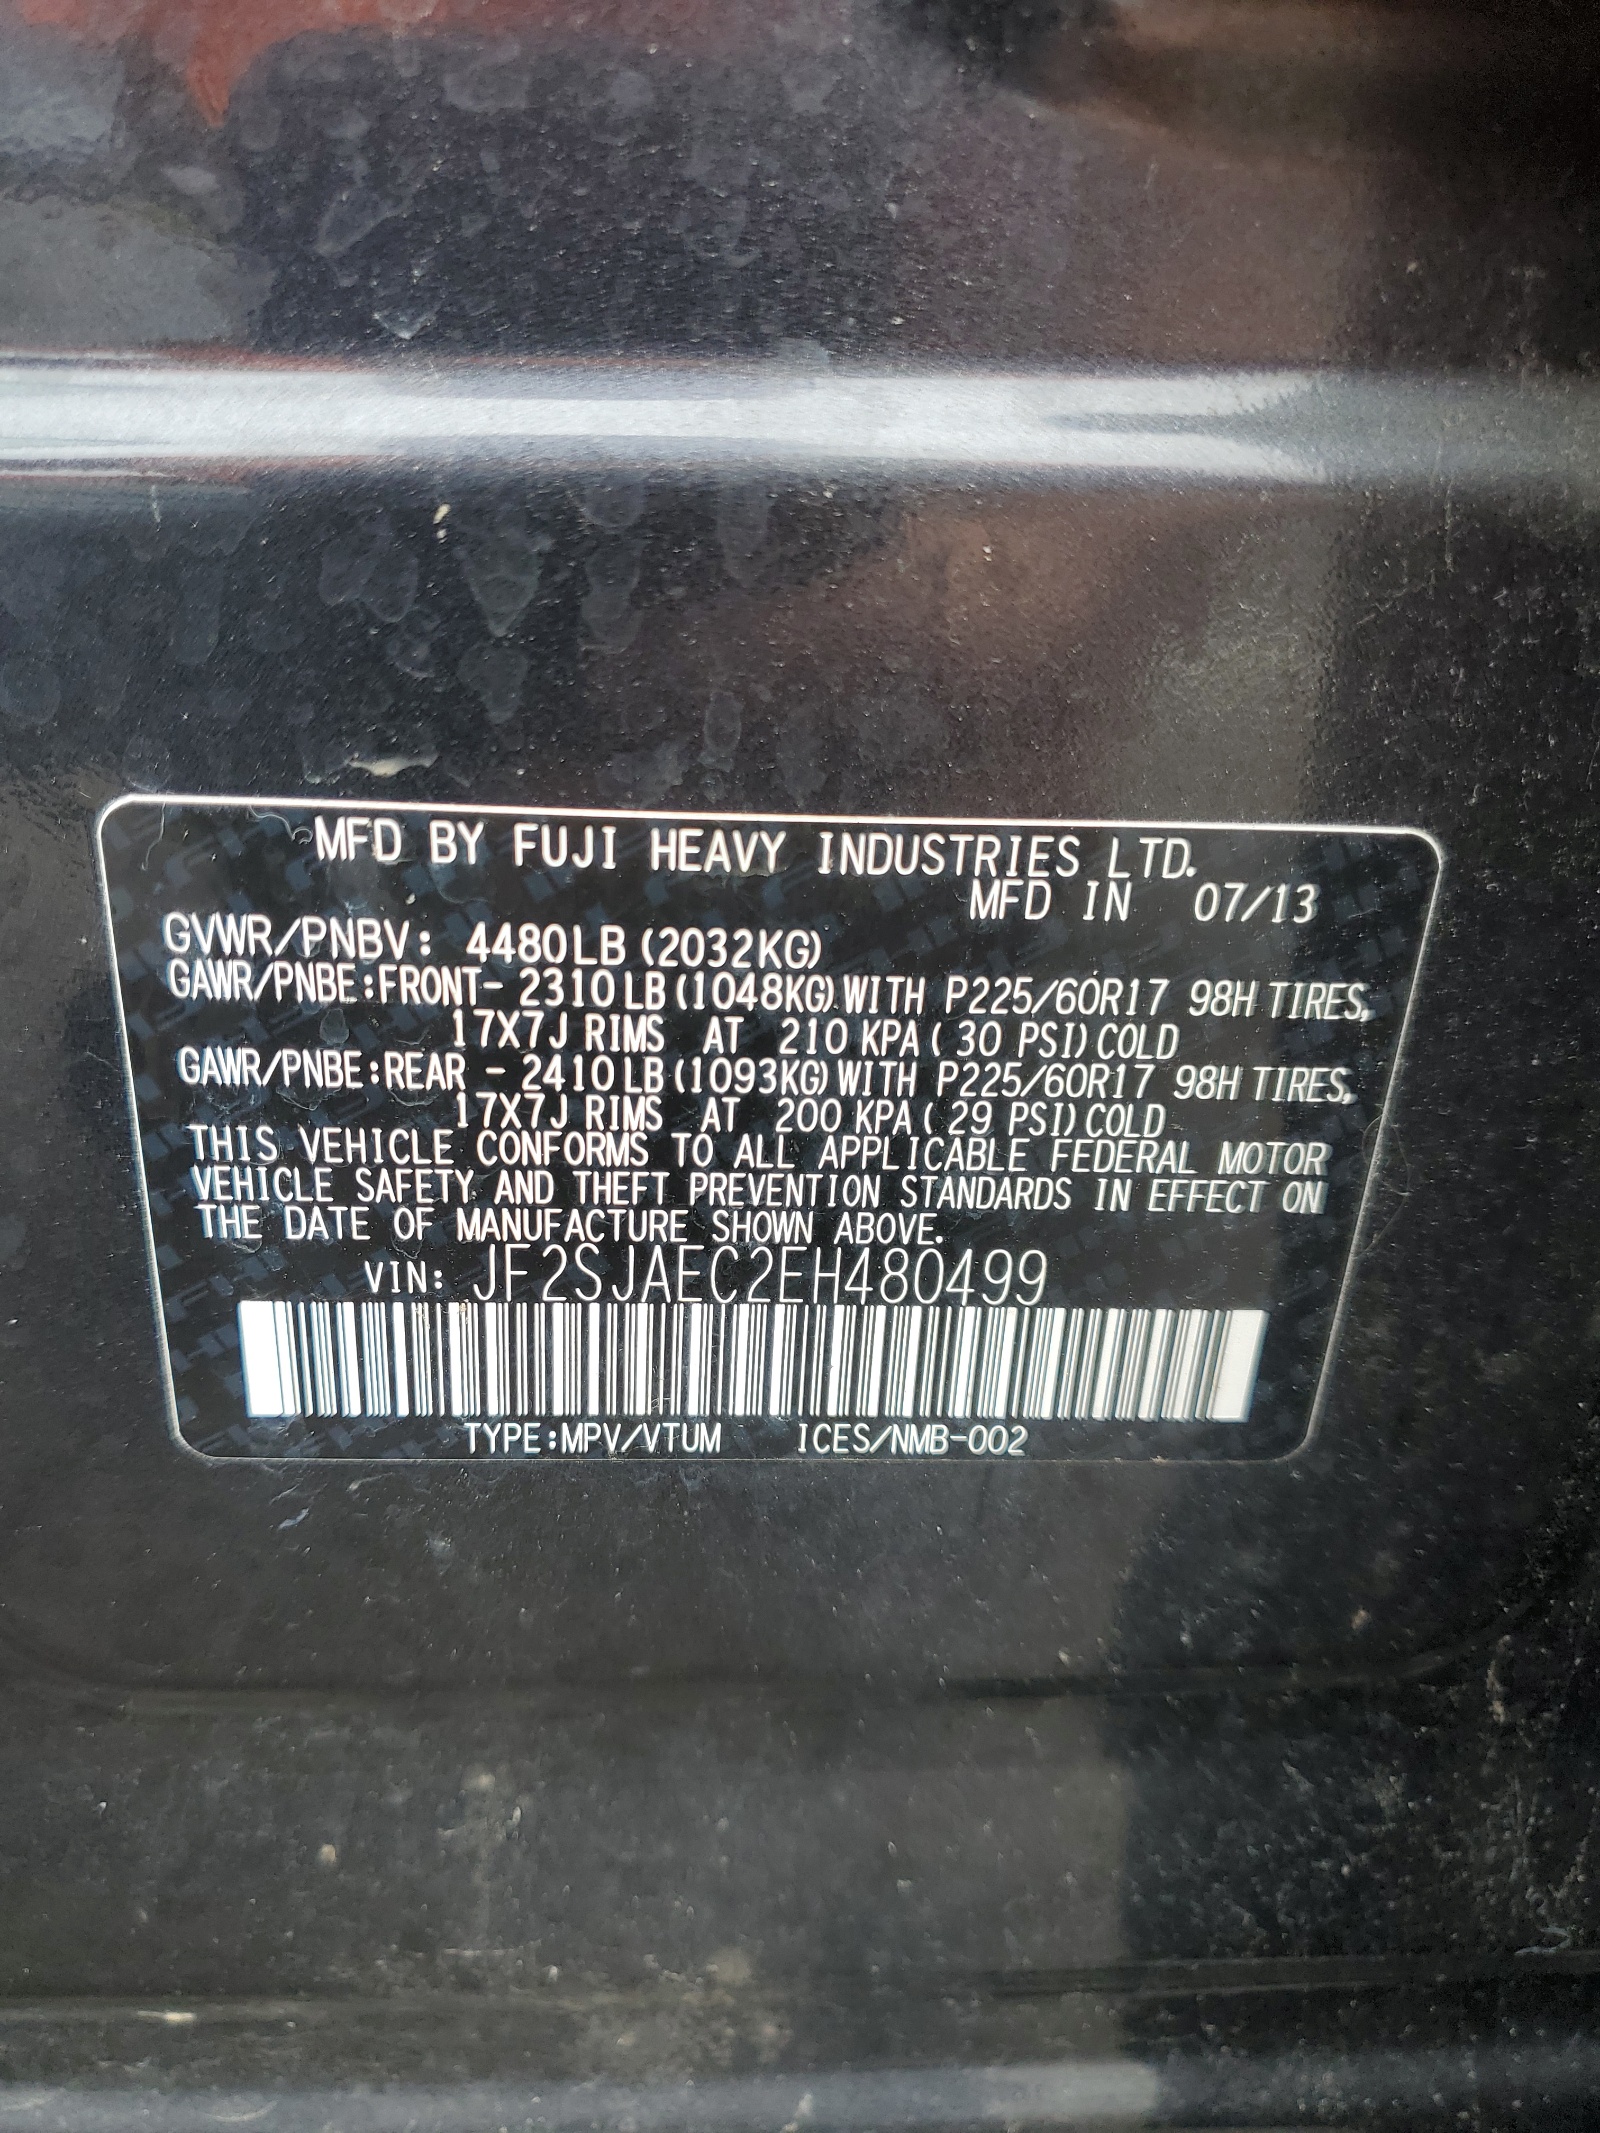 MFD BY FUJI HEAVY INDUSTRIES LTD.
MFD IN 07/13
GVWR/PNBV: 4480LB (2032KG)
GAWR/PNBE:FRONT- 2310LB (1048KG) WITH P225/60R17 98H TIRES,
17X7J RIMS AT 210 KPA ( 30 PSI) COLD
GAWR/PNBE:REAR - 2410LB (1093KG) WITH P225/60R17 98H TIRES,
17X7J RIMS AT 200 KPA ( 29 PSI) COLD
THIS VEHICLE CONFORMS TO ALL APPLICABLE FEDERAL MOTOR
VEHICLE SAFETY AND THEFT PREVENTION STANDARDS IN EFFECT ON
THE DATE OF MANUFACTURE SHOWN ABOVE.
VIN: JF2SJAEC2EH480499
TYPE:MPV/VTUM ICES/NMB-002